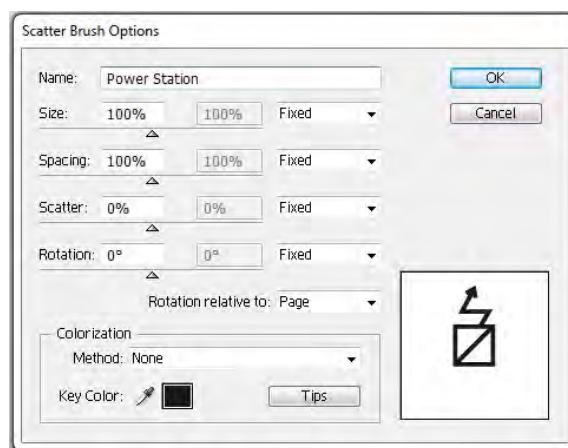 Scatter Brush Options
Name: Power Station
OK
Size: 100% 100% Fixed
Cancel
Spacing: 100% 100% Fixed
Scatter: 0% 0% Fixed
Rotation: 0° 0° Fixed
Rotation relative to: Page
Colorization
Method: None
Key Color:
Tips